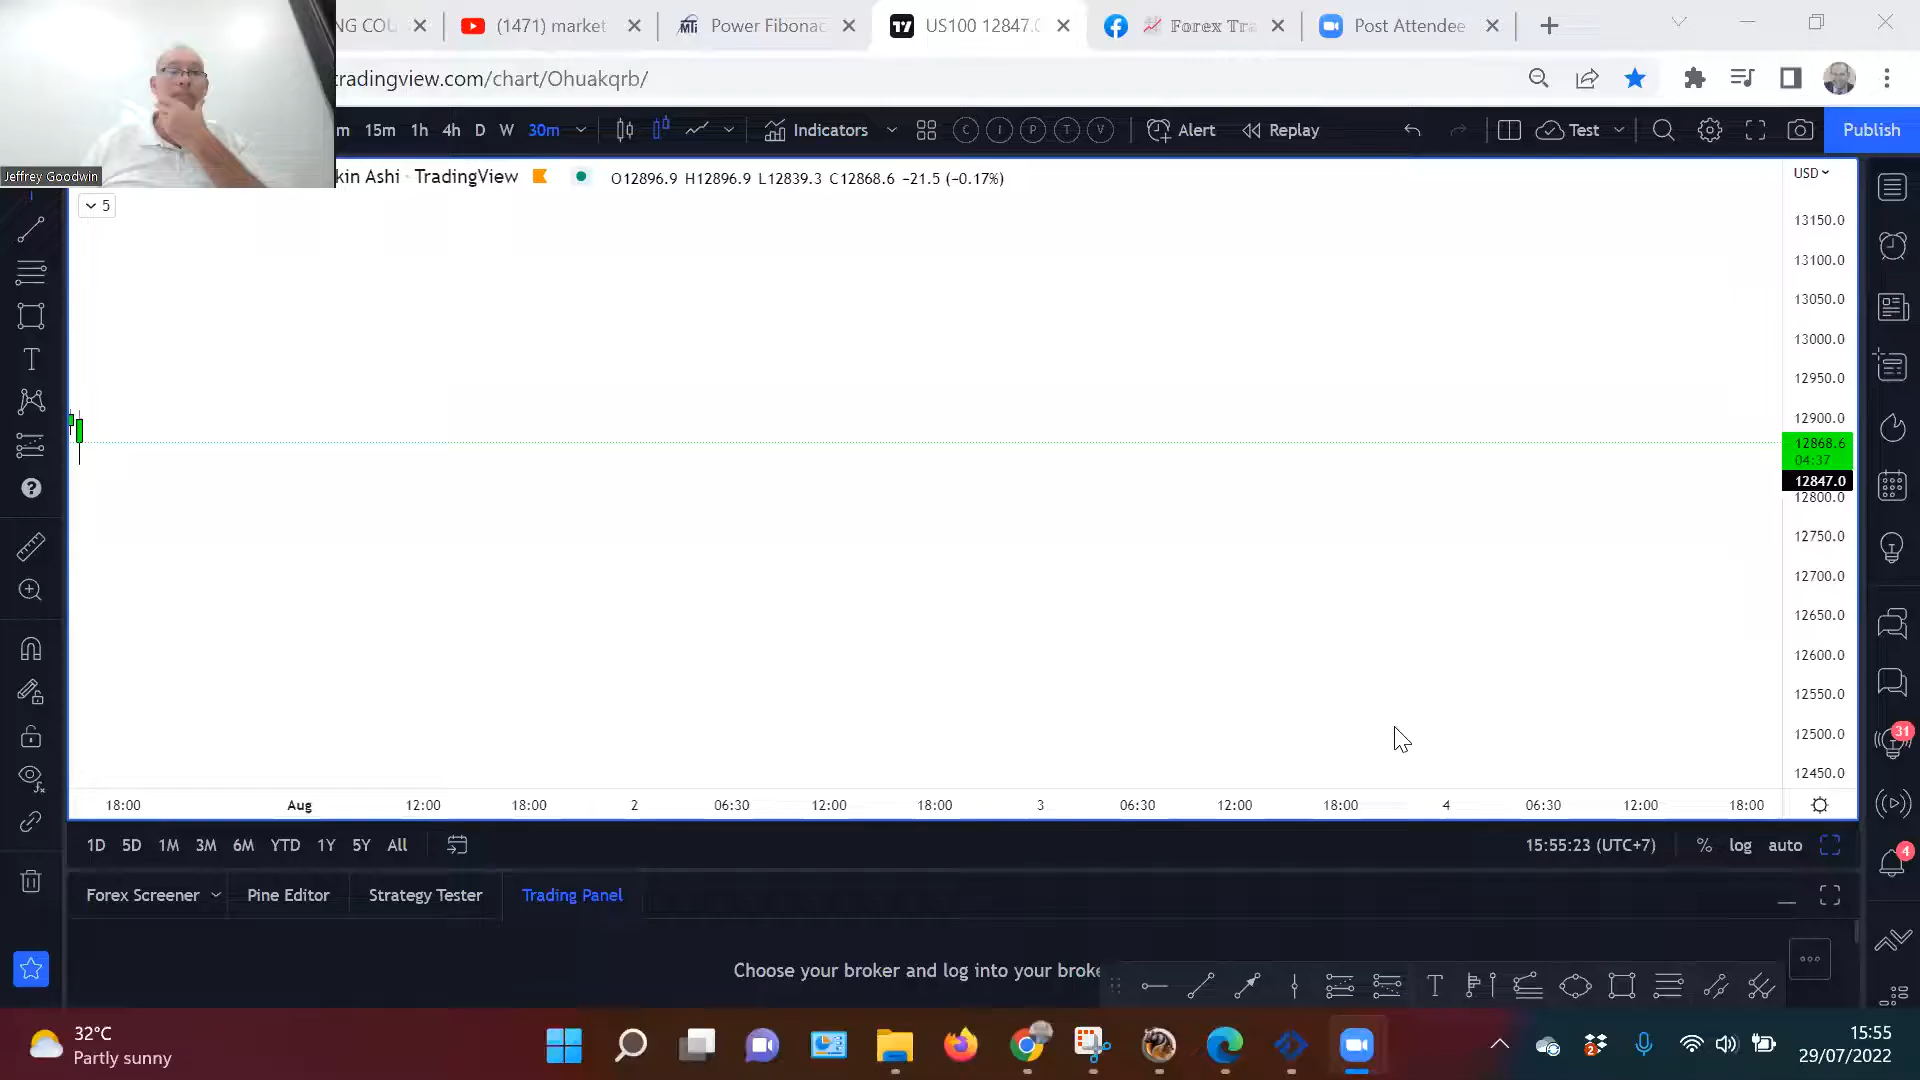 NG COU
(1471) market
Power Fibonac
US100 12847.0
Forex Tra
Post Attendee
tradingview.com/chart/Ohuakqrb/
Jeffrey Goodwin
m 15m 1h 4h D W 30m
Indicators
C I P T V
Alert
Replay
Test
Publish
kin Ashi · TradingView
O12896.9 H12896.9 L12839.3 C12868.6 −21.5 (−0.17%)
USD
5
13150.0
13100.0
13050.0
13000.0
12950.0
12900.0
12868.6
04:37
12847.0
12800.0
12750.0
12700.0
12650.0
12600.0
12550.0
12500.0
12450.0
31
4
18:00 Aug 12:00 18:00 2 06:30 12:00 18:00 3 06:30 12:00 18:00 4 06:30 12:00 18:00
1D 5D 1M 3M 6M YTD 1Y 5Y All
15:55:23 (UTC+7) % log auto
Forex Screener Pine Editor Strategy Tester Trading Panel
Choose your broker and log into your broke
32°C
Partly sunny
2
15:55
29/07/2022